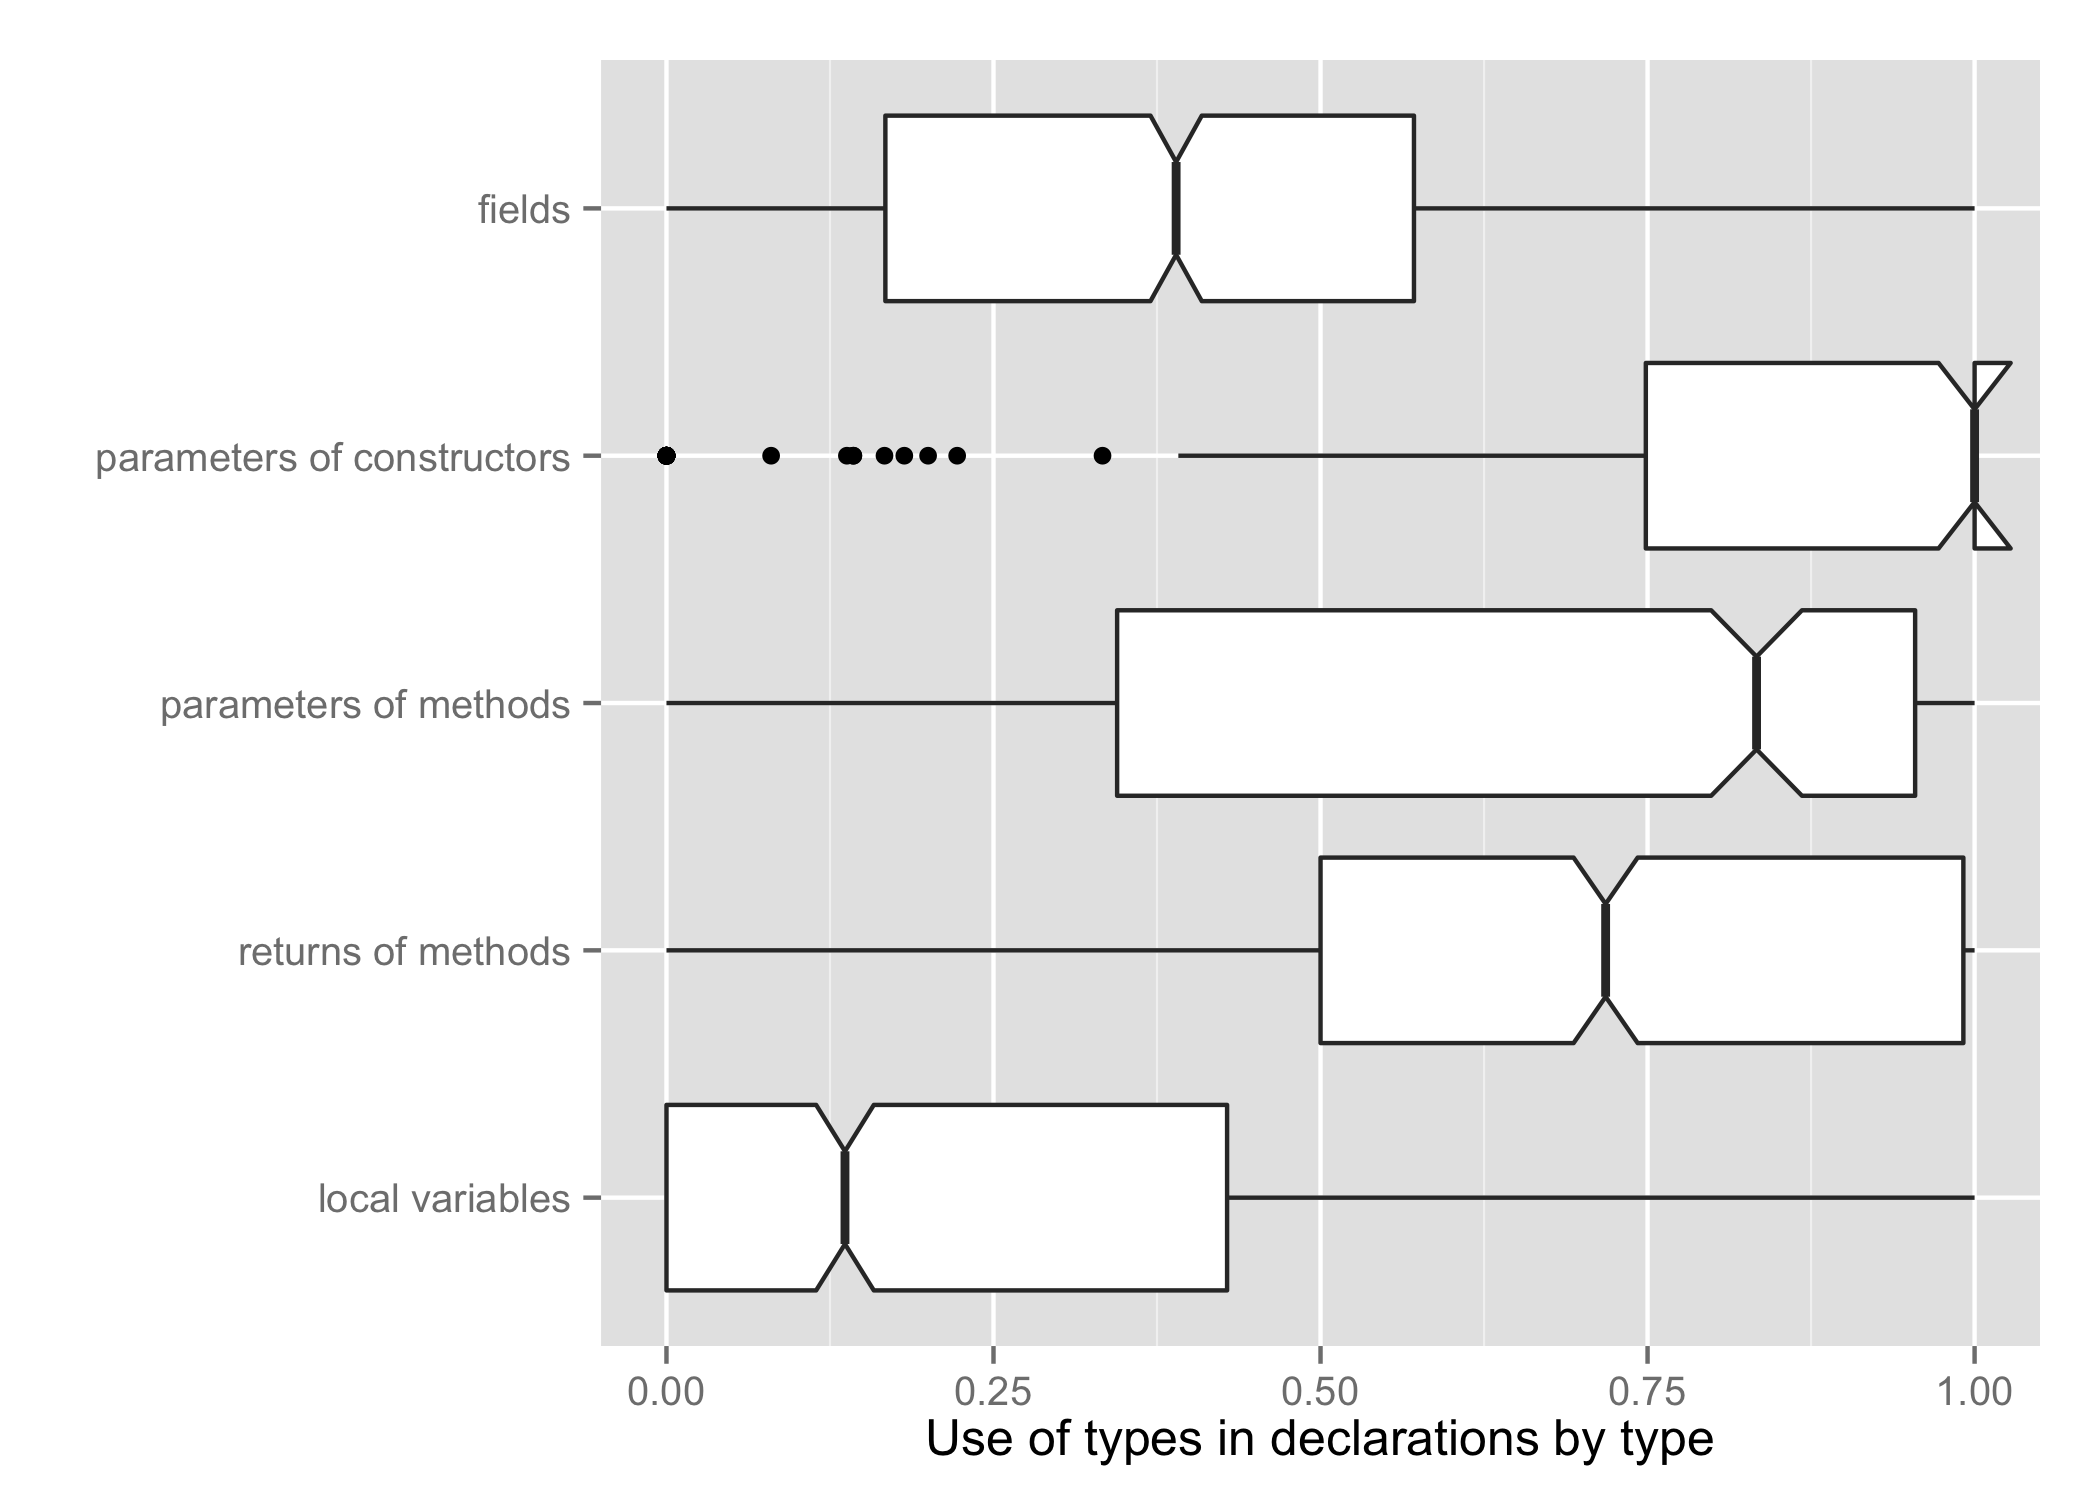 fields
parameters of constructors
parameters of methods
returns of methods
local variables
0.00 0.25 0.50 0.75 1.00
Use of types in declarations by type